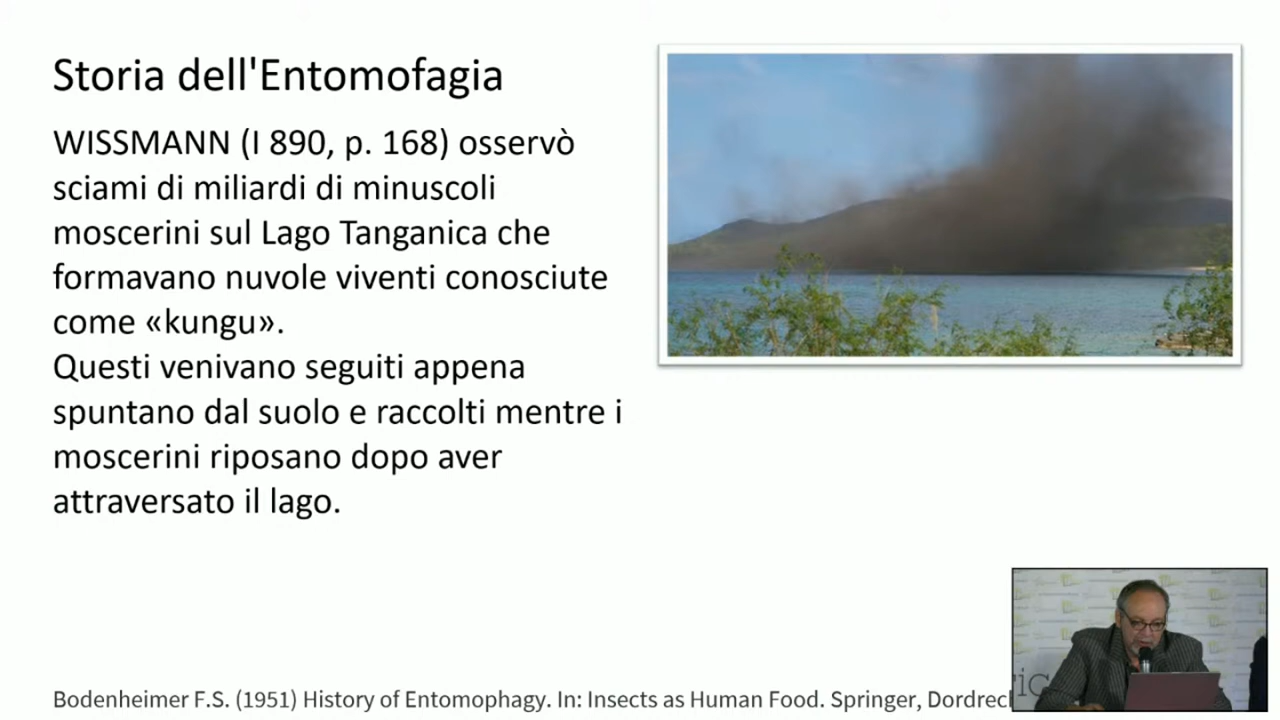 Storia dell'Entomofagia
WISSMANN (I 890, p. 168) osservò
sciami di miliardi di minuscoli
moscerini sul Lago Tanganica che
formavano nuvole viventi conosciute
come «kungu».
Questi venivano seguiti appena
spuntano dal suolo e raccolti mentre i
moscerini riposano dopo aver
attraversato il lago.
Bodenheimer F.S. (1951) History of Entomophagy. In: Insects as Human Food. Springer, Dordrec